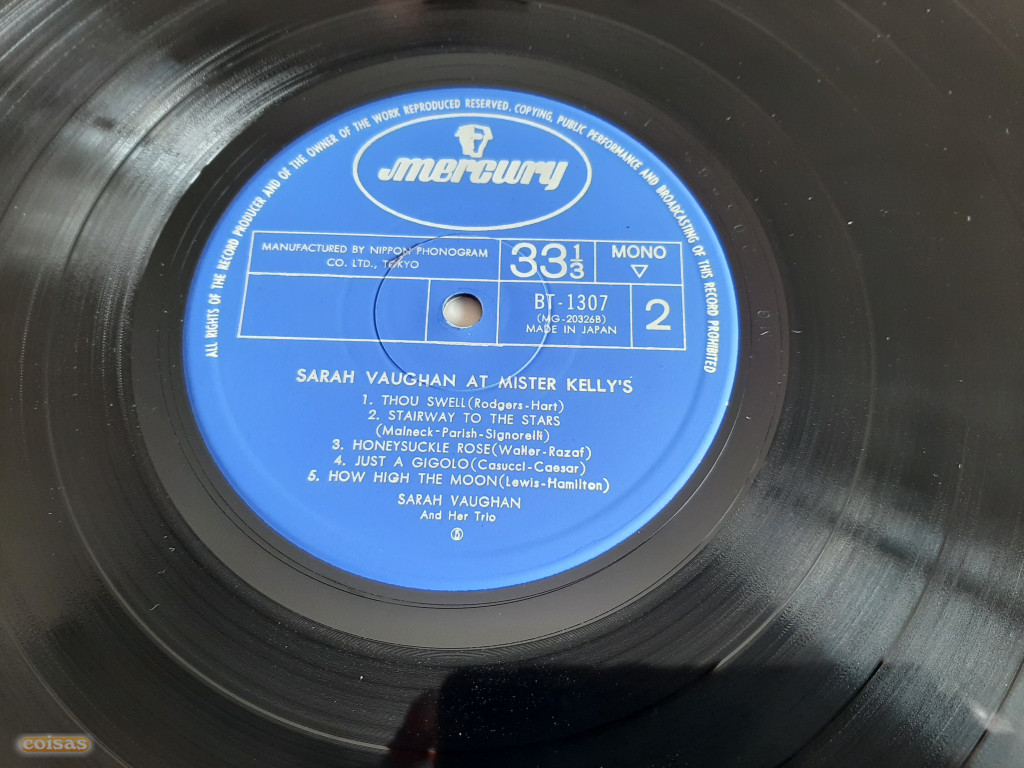 ALL RIGHTS OF THE RECORD PRODUCER AND OF THE OWNER OF THE WORK REPRODUCED RESERVED. COPYING, PUBLIC PERFORMANCE AND BROADCASTING OF THIS RECORD PROHIBITED
mercury
MANUFACTURED BY NIPPON PHONOGRAM
CO. LTD., TOKYO
33 1/3
MONO
BT-1307
(MG-20326B)
MADE IN JAPAN
2
SARAH VAUGHAN AT MISTER KELLY'S
1. THOU SWELL(Rodgers-Hart)
2. STAIRWAY TO THE STARS
(Malneck-Parish-Signorelli)
3. HONEYSUCKLE ROSE(Waller-Razaf)
4. JUST A GIGOLO(Casucci-Caesar)
5. HOW HIGH THE MOON(Lewis-Hamilton)
SARAH VAUGHAN
And Her Trio
coisas